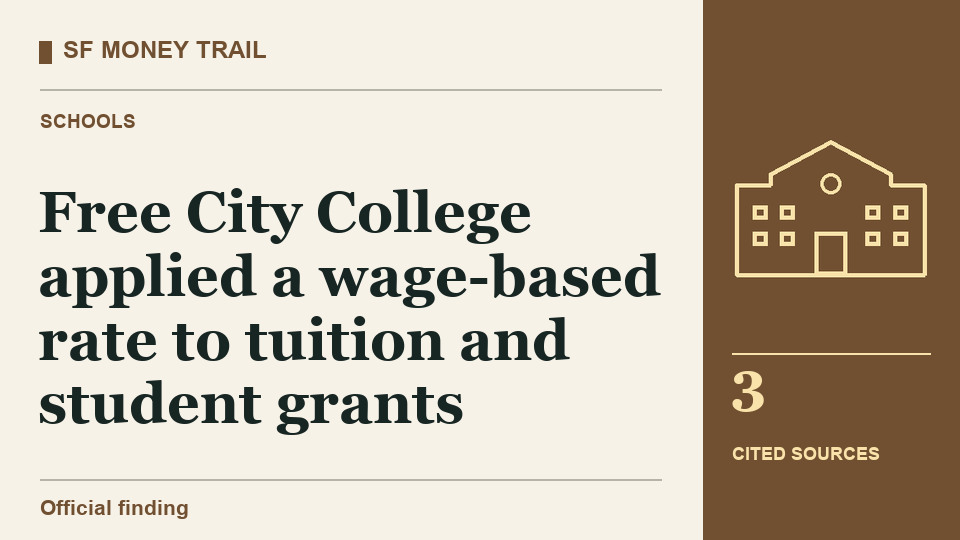 SF MONEY TRAIL
SCHOOLS
Free City College
applied a wage-based
rate to tuition and
student grants
Official finding
3
CITED SOURCES